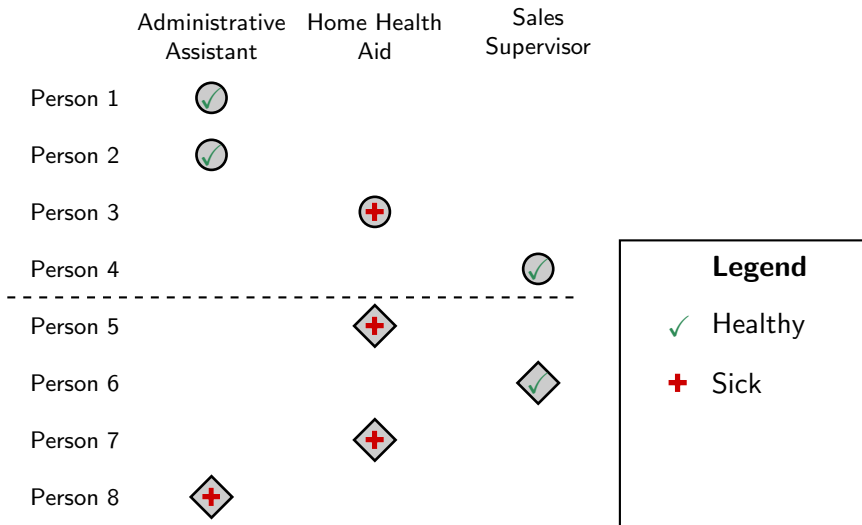 Administrative Assistant
Home Health Aid
Sales Supervisor
Person 1
Person 2
Person 3
Person 4
Person 5
Person 6
Person 7
Person 8
Legend
Healthy
Sick